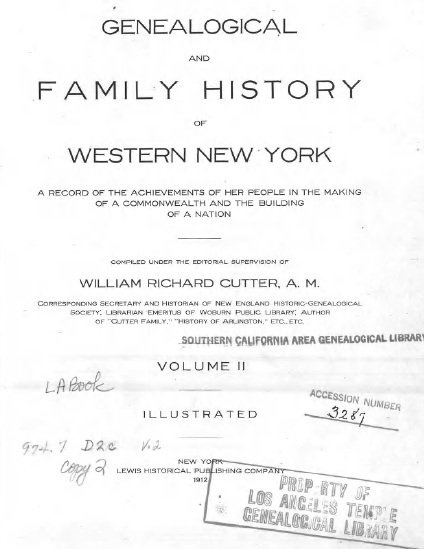 GENEALOGICAL
AND
FAMILY HISTORY
OF
WESTERN NEW YORK
A RECORD OF THE ACHIEVEMENTS OF HER PEOPLE IN THE MAKING
OF A COMMONWEALTH AND THE BUILDING
OF A NATION
COMPILED UNDER THE EDITORIAL SUPERVISION OF
WILLIAM RICHARD CUTTER, A. M.
CORRESPONDING SECRETARY AND HISTORIAN OF NEW ENGLAND HISTORIC-GENEALOGICAL
SOCIETY; LIBRARIAN EMERITUS OF WOBURN PUBLIC LIBRARY; AUTHOR
OF "CUTTER FAMILY," "HISTORY OF ARLINGTON," ETC., ETC.
SOUTHERN CALIFORNIA AREA GENEALOGICAL LIBRARY
VOLUME II
LA Book
ACCESSION NUMBER
3287
ILLUSTRATED
974.7 D2c V.2
Copy 2
NEW YORK
LEWIS HISTORICAL PUBLISHING COMPANY
1912
PROPERTY OF
LOS ANGELES TEMPLE
GENEALOGICAL LIBRARY